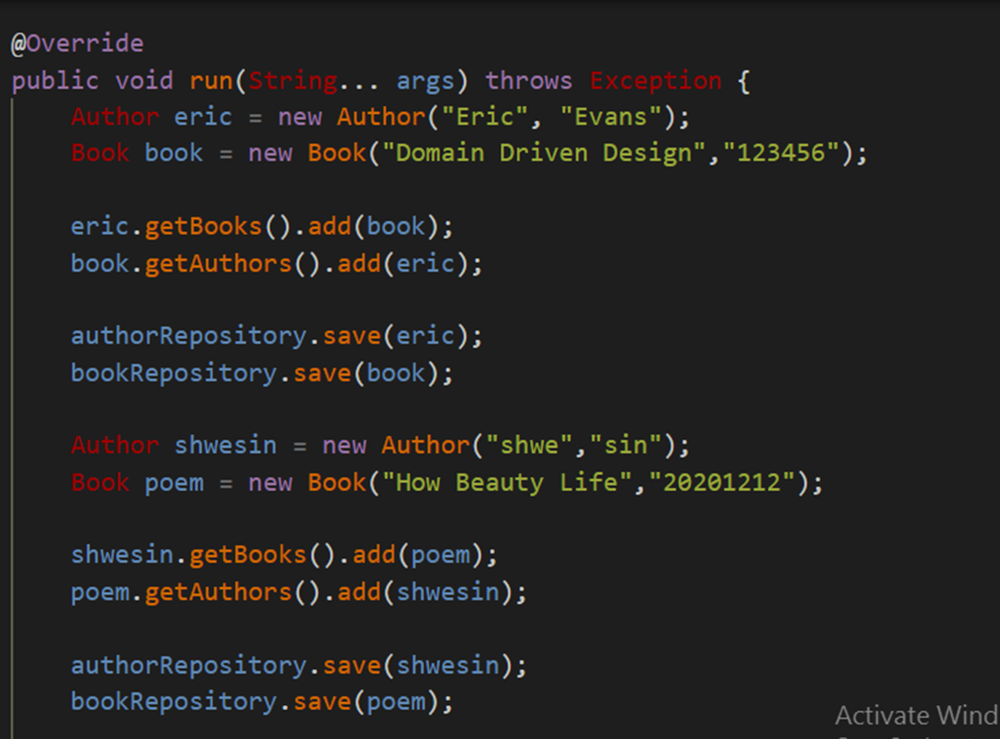 @Override
public void run(String... args) throws Exception {
Author eric = new Author("Eric", "Evans");
Book book = new Book("Domain Driven Design","123456");
eric.getBooks().add(book);
book.getAuthors().add(eric);
authorRepository.save(eric);
bookRepository.save(book);
Author shwesin = new Author("shwe","sin");
Book poem = new Book("How Beauty Life","20201212");
shwesin.getBooks().add(poem);
poem.getAuthors().add(shwesin);
authorRepository.save(shwesin);
bookRepository.save(poem);
Activate Wind